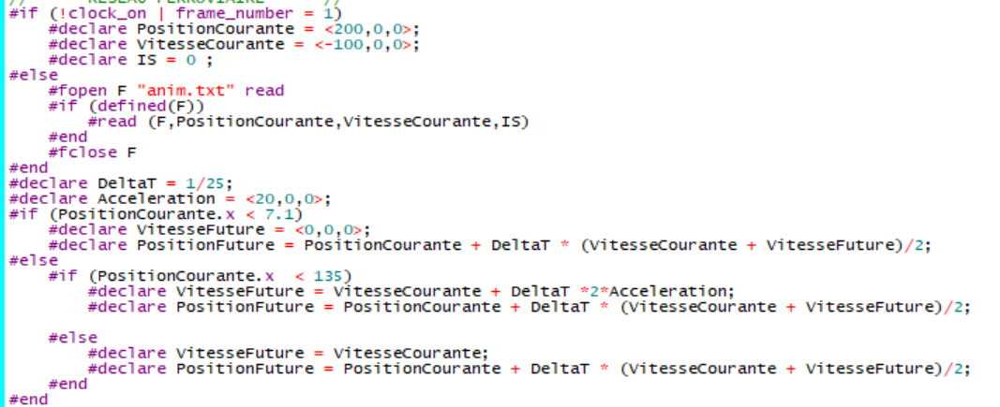 // RESEAU FERROVIAIRE //
#if (!clock_on | frame_number = 1)
#declare PositionCourante = <200,0,0>;
#declare VitesseCourante = <-100,0,0>;
#declare IS = 0 ;
#else
#fopen F "anim.txt" read
#if (defined(F))
#read (F,PositionCourante,VitesseCourante,IS)
#end
#fclose F
#end
#declare DeltaT = 1/25;
#declare Acceleration = <20,0,0>;
#if (PositionCourante.x < 7.1)
#declare VitesseFuture = <0,0,0>;
#declare PositionFuture = PositionCourante + DeltaT * (VitesseCourante + VitesseFuture)/2;
#else
#if (PositionCourante.x < 135)
#declare VitesseFuture = VitesseCourante + DeltaT *2*Acceleration;
#declare PositionFuture = PositionCourante + DeltaT * (VitesseCourante + VitesseFuture)/2;
#else
#declare VitesseFuture = VitesseCourante;
#declare PositionFuture = PositionCourante + DeltaT * (VitesseCourante + VitesseFuture)/2;
#end
#end